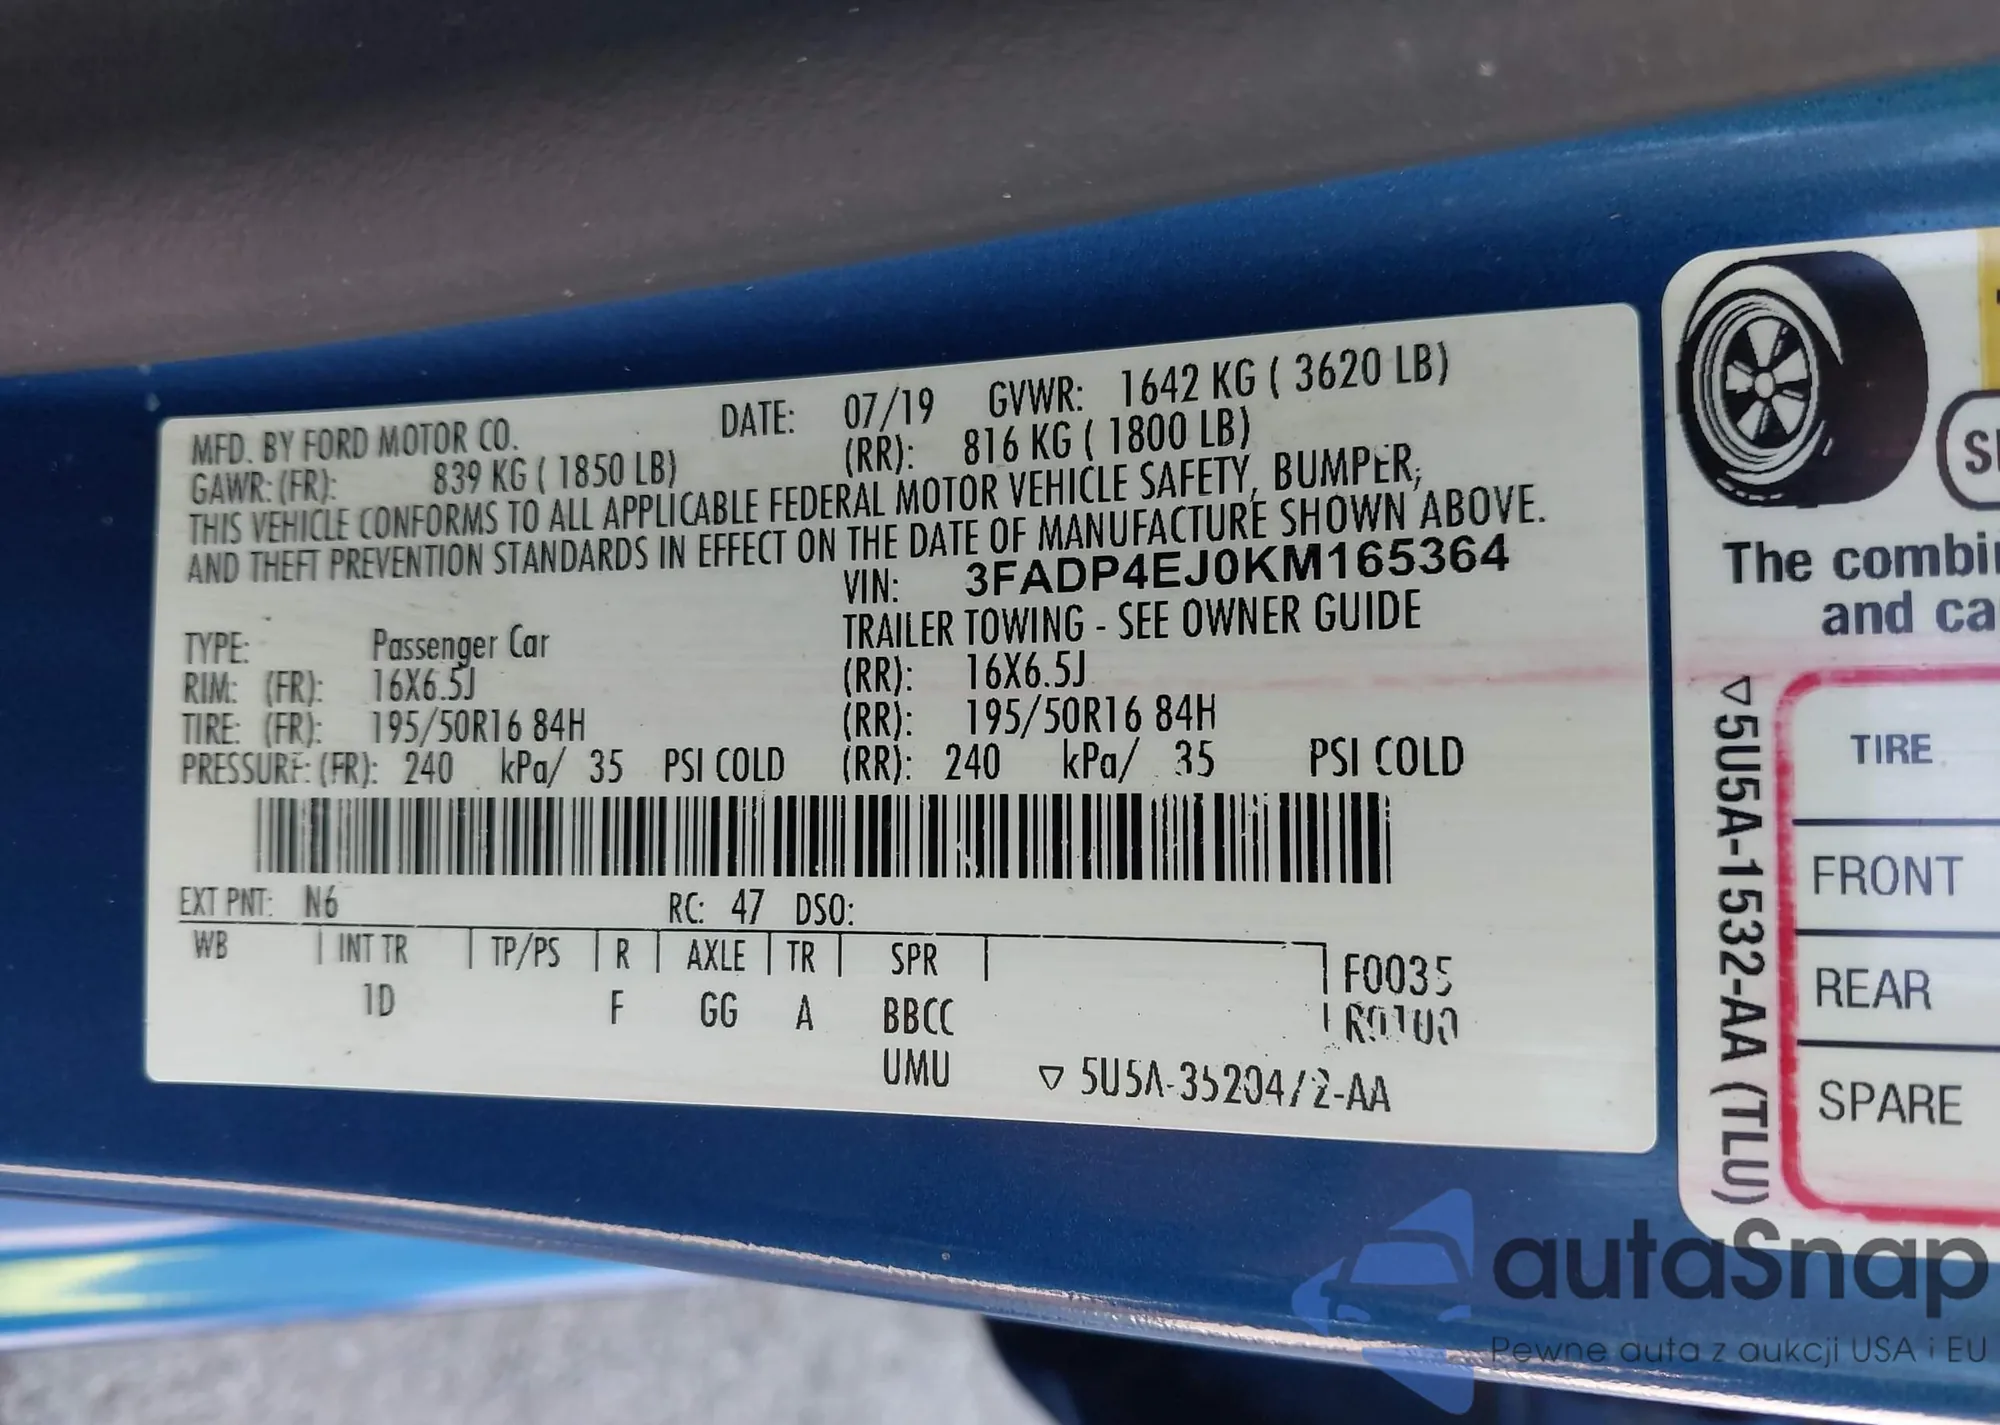 MFD. BY FORD MOTOR CO. DATE: 07/19 GVWR: 1642 KG ( 3620 LB)
GAWR: (FR): 839 KG ( 1850 LB) (RR): 816 KG ( 1800 LB)
THIS VEHICLE CONFORMS TO ALL APPLICABLE FEDERAL MOTOR VEHICLE SAFETY, BUMPER,
AND THEFT PREVENTION STANDARDS IN EFFECT ON THE DATE OF MANUFACTURE SHOWN ABOVE.
VIN: 3FADP4EJ0KM165364
TYPE: Passenger Car TRAILER TOWING - SEE OWNER GUIDE
RIM: (FR): 16X6.5J (RR): 16X6.5J
TIRE: (FR): 195/50R16 84H (RR): 195/50R16 84H
PRESSURE: (FR): 240 kPa/ 35 PSI COLD (RR): 240 kPa/ 35 PSI COLD
EXT PNT: N6 RC: 47 DSO:
WB INT TR TP/PS R AXLE TR SPR F0035
1D F GG A BBCC
UMU ▽ 5U5A-35204/2-AA
The combi
and ca
▽5U5A-1532-AA (TLU)
TIRE
FRONT
REAR
SPARE
autaSnap
Pewne auta z aukcji USA i EU